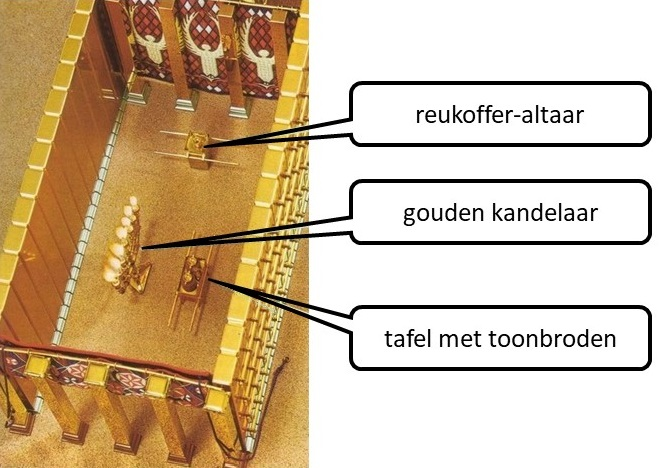 reukoffer-altaar
gouden kandelaar
tafel met toonbroden